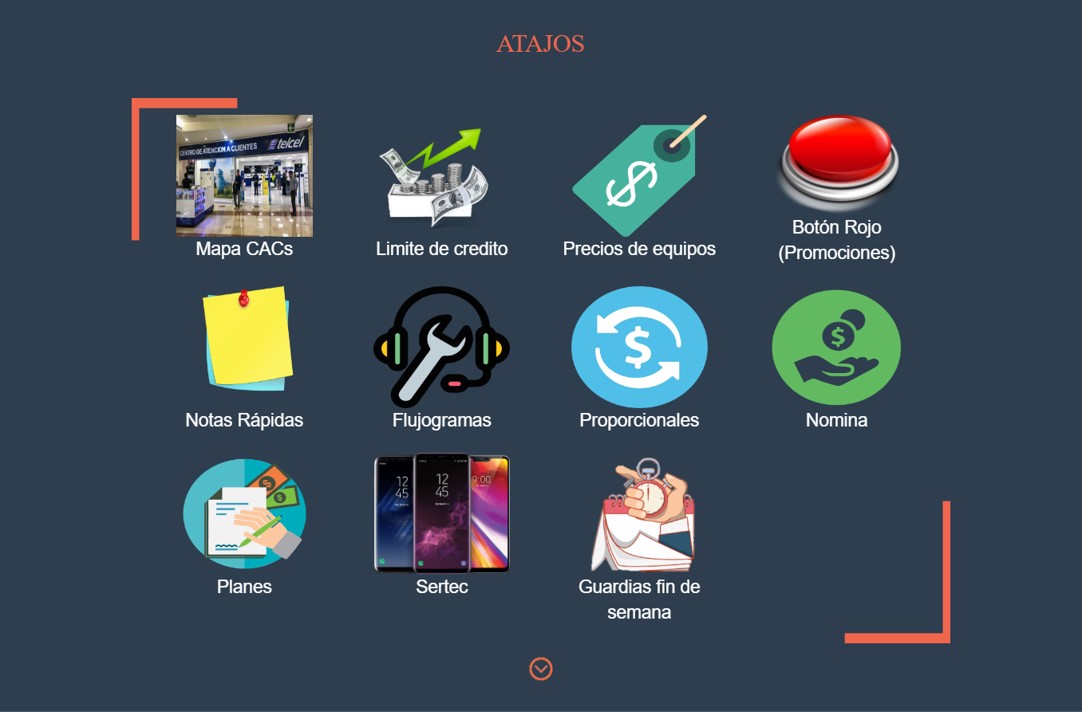 ATAJOS
CENTRO DE ATENCION A CLIENTES telcel
Mapa CACs
Limite de credito
$
Precios de equipos
Botón Rojo
(Promociones)
Notas Rápidas
Flujogramas
$
Proporcionales
$
Nomina
$
$
Planes
12
45
12
45
9:00
Sertec
Guardias fin de
semana